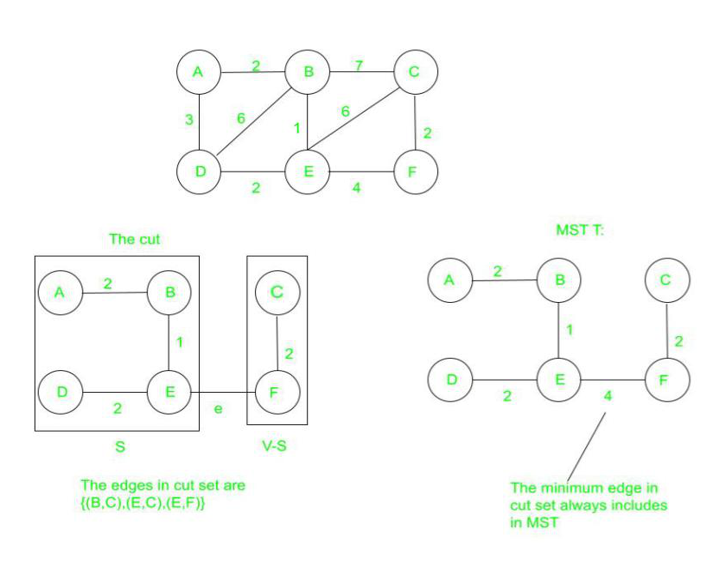 A 2 B 7 C
3 6 1 6 2
D 2 E 4 F
The cut
A 2 B C
1 2
D 2 E e F
S V-S
The edges in cut set are
{(B,C),(E,C),(E,F)}
MST T:
A 2 B C
1 2
D 2 E 4 F
The minimum edge in
cut set always includes
in MST